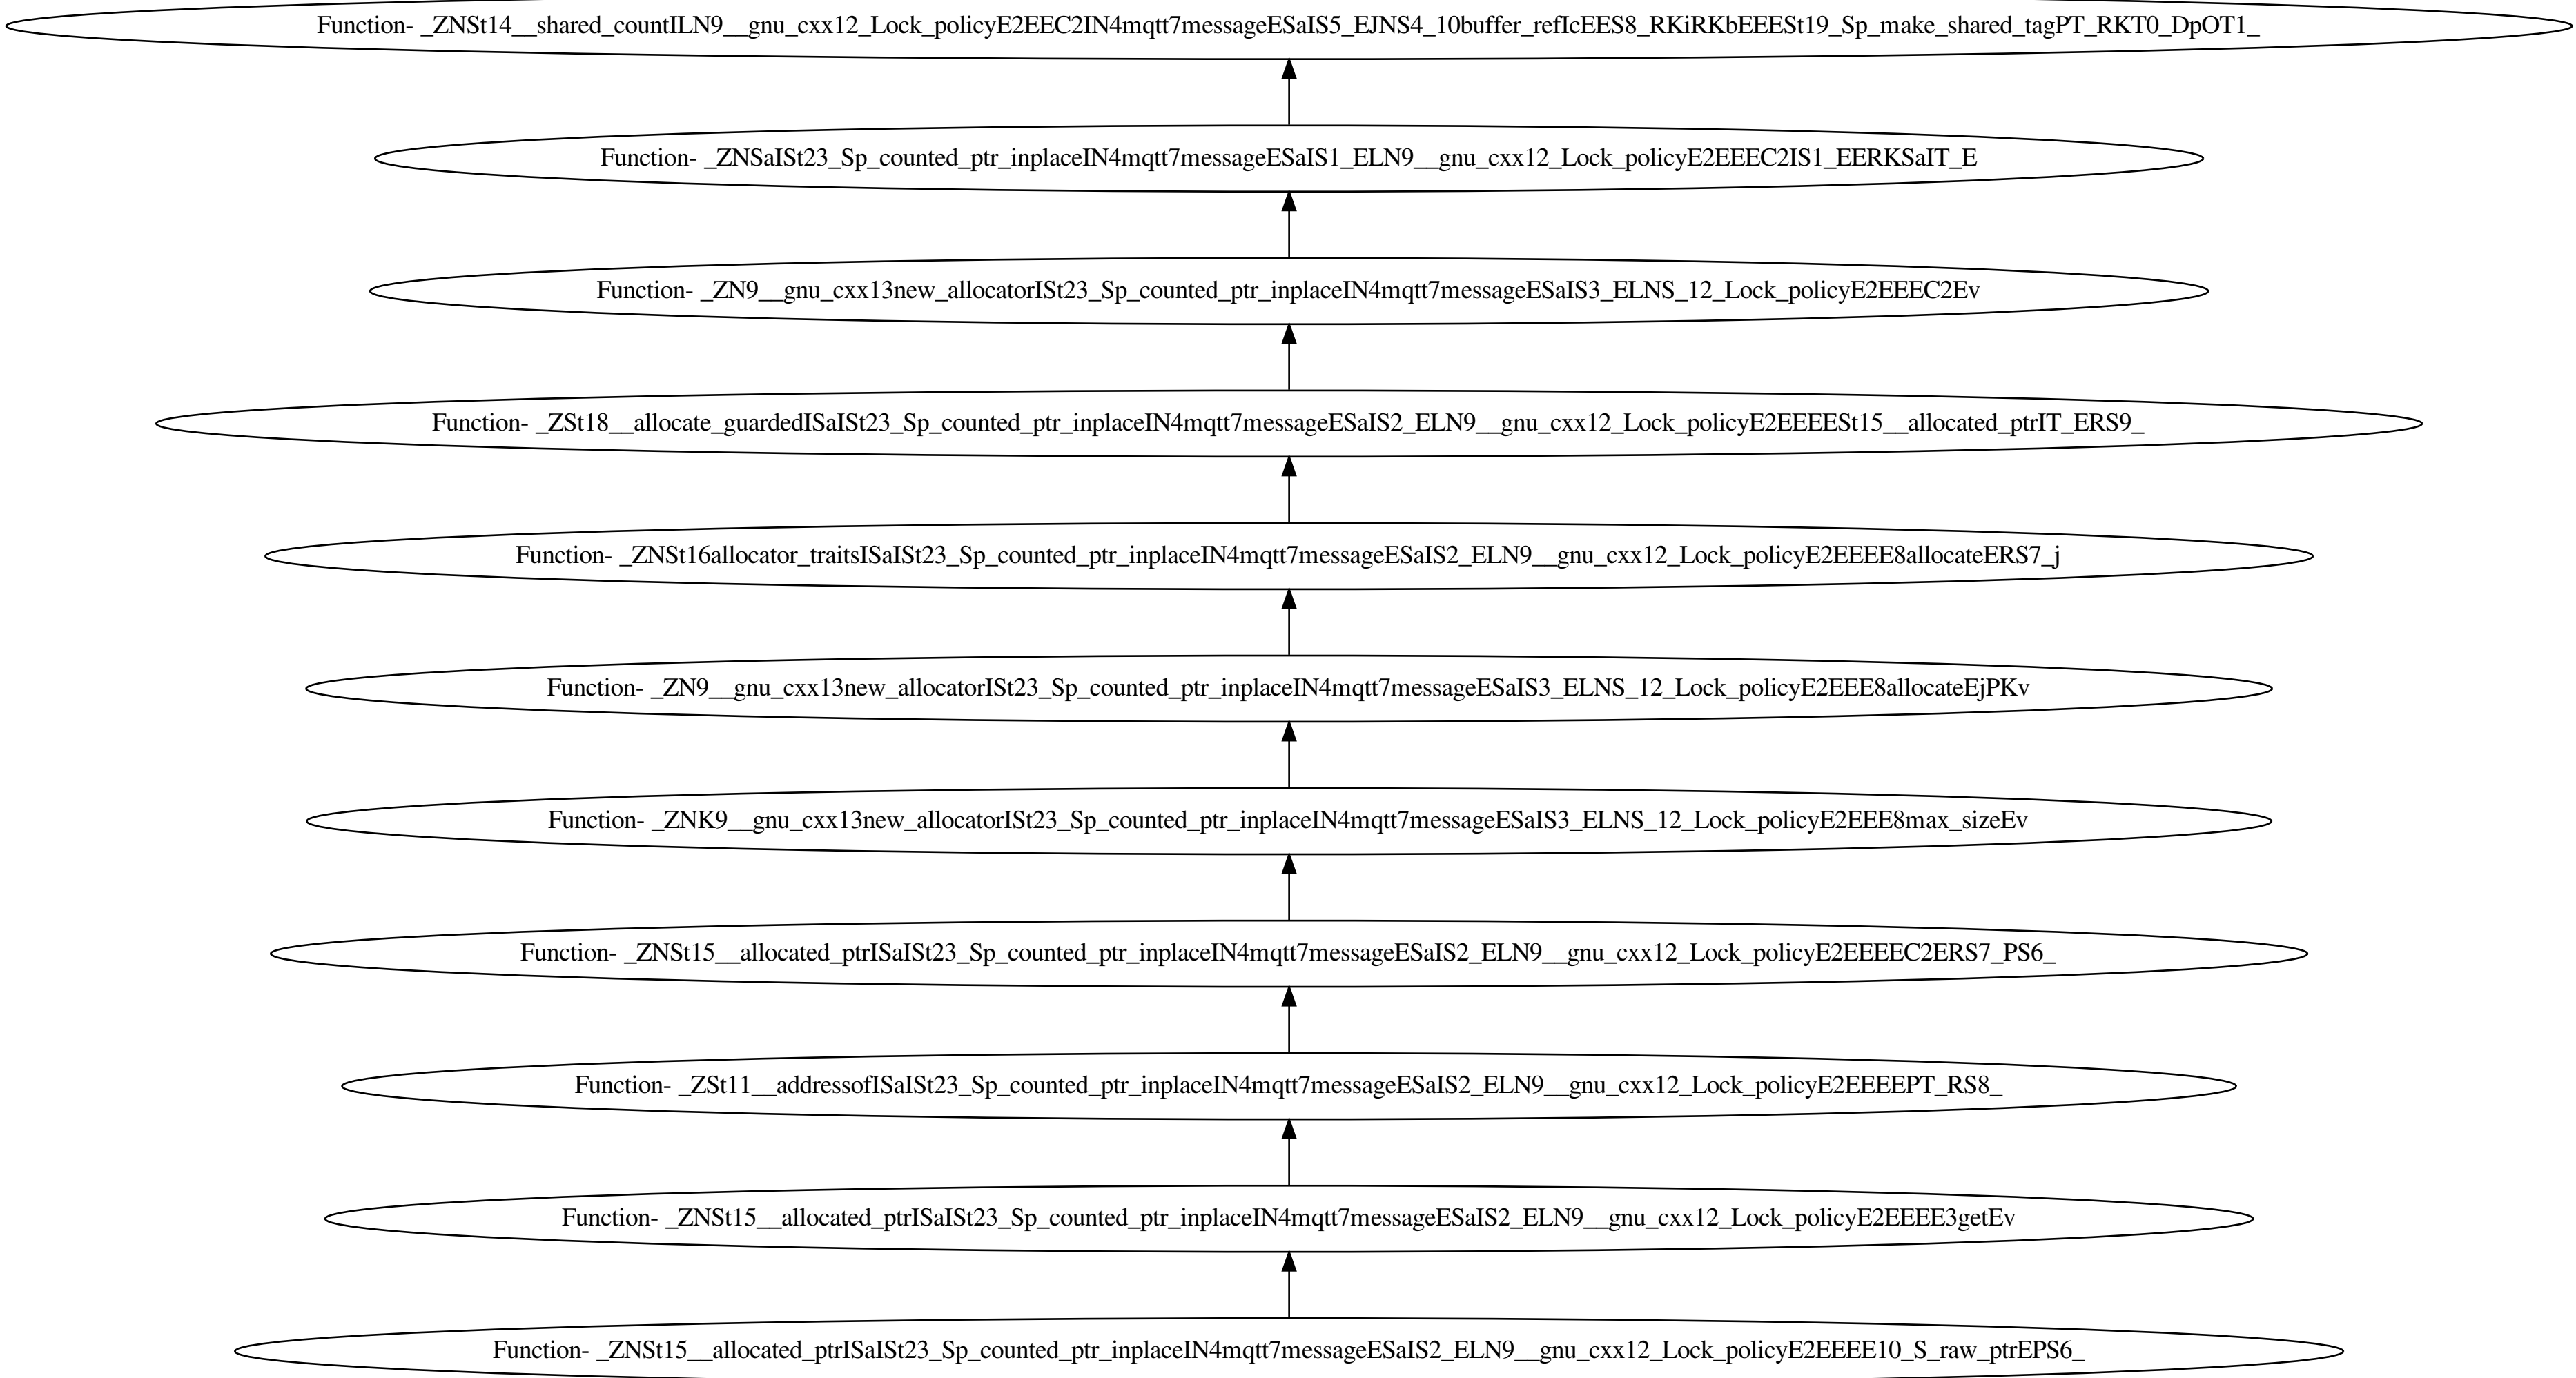 Function- _ZNSt14__shared_countILN9__gnu_cxx12_Lock_policyE2EEC2IN4mqtt7messageESaIS5_EJNS4_10buffer_refIcEES8_RKiRKbEEESt19_Sp_make_shared_tagPT_RKT0_DpOT1_
Function- _ZNSaISt23_Sp_counted_ptr_inplaceIN4mqtt7messageESaIS1_ELN9__gnu_cxx12_Lock_policyE2EEEC2IS1_EERKSaIT_E
Function- _ZN9__gnu_cxx13new_allocatorISt23_Sp_counted_ptr_inplaceIN4mqtt7messageESaIS3_ELNS_12_Lock_policyE2EEEC2Ev
Function- _ZSt18__allocate_guardedISaISt23_Sp_counted_ptr_inplaceIN4mqtt7messageESaIS2_ELN9__gnu_cxx12_Lock_policyE2EEEESt15__allocated_ptrIT_ERS9_
Function- _ZNSt16allocator_traitsISaISt23_Sp_counted_ptr_inplaceIN4mqtt7messageESaIS2_ELN9__gnu_cxx12_Lock_policyE2EEEE8allocateERS7_j
Function- _ZN9__gnu_cxx13new_allocatorISt23_Sp_counted_ptr_inplaceIN4mqtt7messageESaIS3_ELNS_12_Lock_policyE2EEE8allocateEjPKv
Function- _ZNK9__gnu_cxx13new_allocatorISt23_Sp_counted_ptr_inplaceIN4mqtt7messageESaIS3_ELNS_12_Lock_policyE2EEE8max_sizeEv
Function- _ZNSt15__allocated_ptrISaISt23_Sp_counted_ptr_inplaceIN4mqtt7messageESaIS2_ELN9__gnu_cxx12_Lock_policyE2EEEEC2ERS7_PS6_
Function- _ZSt11__addressofISaISt23_Sp_counted_ptr_inplaceIN4mqtt7messageESaIS2_ELN9__gnu_cxx12_Lock_policyE2EEEEPT_RS8_
Function- _ZNSt15__allocated_ptrISaISt23_Sp_counted_ptr_inplaceIN4mqtt7messageESaIS2_ELN9__gnu_cxx12_Lock_policyE2EEEE3getEv
Function- _ZNSt15__allocated_ptrISaISt23_Sp_counted_ptr_inplaceIN4mqtt7messageESaIS2_ELN9__gnu_cxx12_Lock_policyE2EEEE10_S_raw_ptrEPS6_